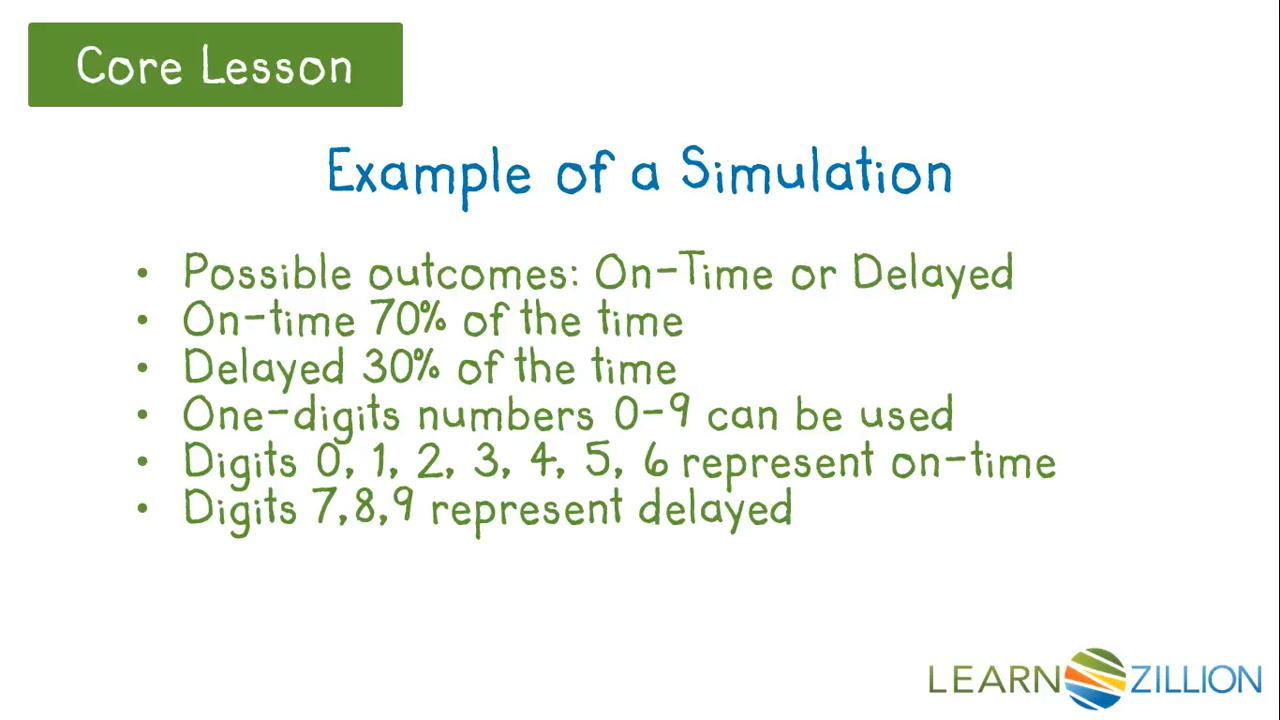 Core Lesson
Example of a Simulation
• Possible outcomes: On-Time or Delayed
• On-time 70% of the time
• Delayed 30% of the time
• One-digits numbers 0-9 can be used
• Digits 0, 1, 2, 3, 4, 5, 6 represent on-time
• Digits 7,8,9 represent delayed
LEARN ZILLION